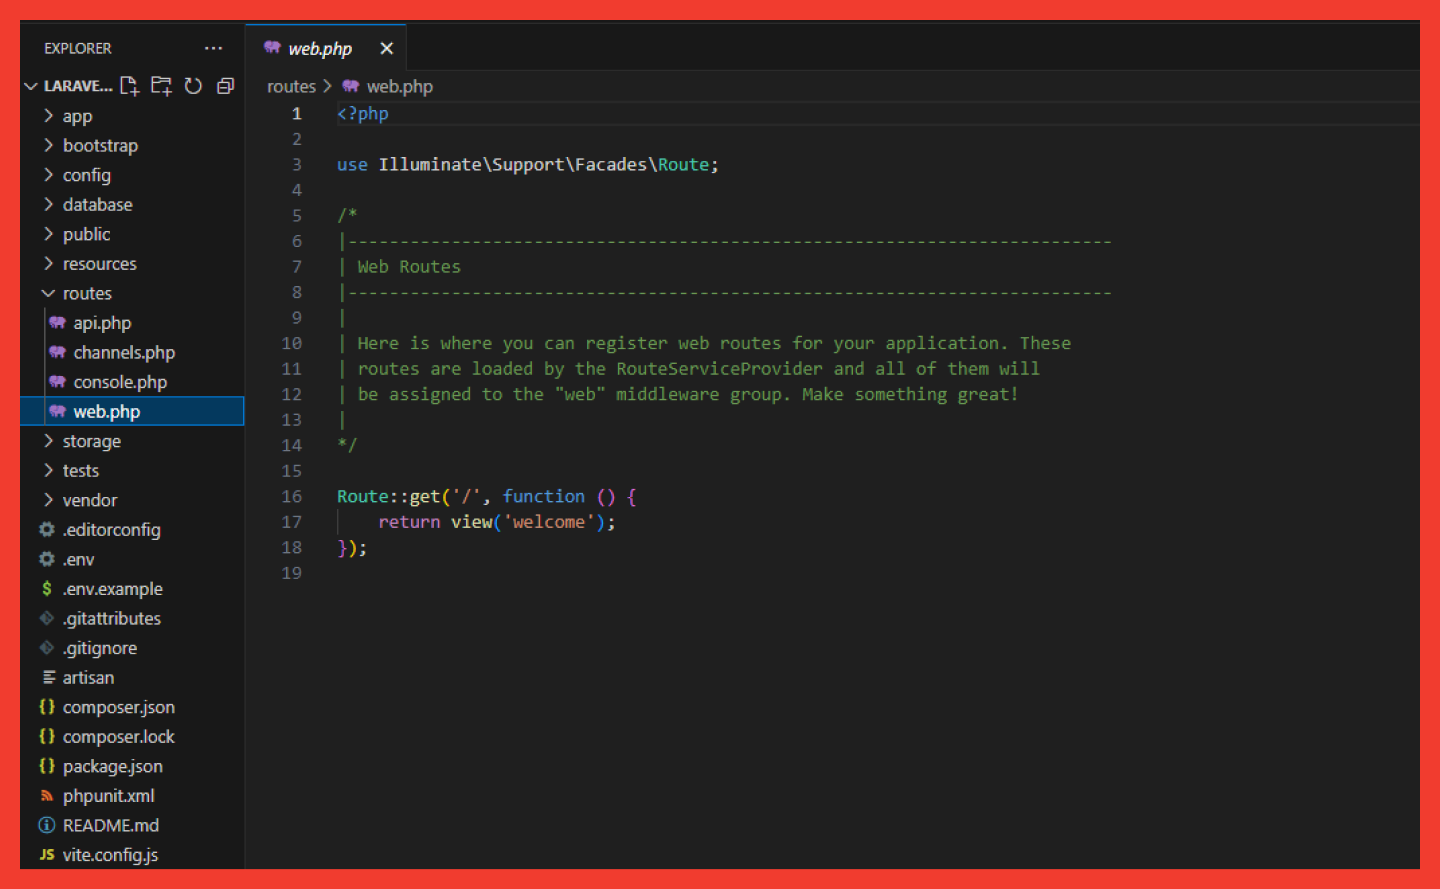 EXPLORER ...
LARAVE...
app
bootstrap
config
database
public
resources
routes
api.php
channels.php
console.php
web.php
storage
tests
vendor
.editorconfig
.env
$ .env.example
.gitattributes
.gitignore
artisan
{} composer.json
{} composer.lock
{} package.json
phpunit.xml
README.md
JS vite.config.js
web.php
routes > web.php
1 <?php
2
3 use Illuminate\Support\Facades\Route;
4
5 /*
6 |--------------------------------------------------------------------------
7 | Web Routes
8 |--------------------------------------------------------------------------
9 |
10 | Here is where you can register web routes for your application. These
11 | routes are loaded by the RouteServiceProvider and all of them will
12 | be assigned to the "web" middleware group. Make something great!
13 |
14 */
15
16 Route::get('/', function () {
17     return view('welcome');
18 });
19